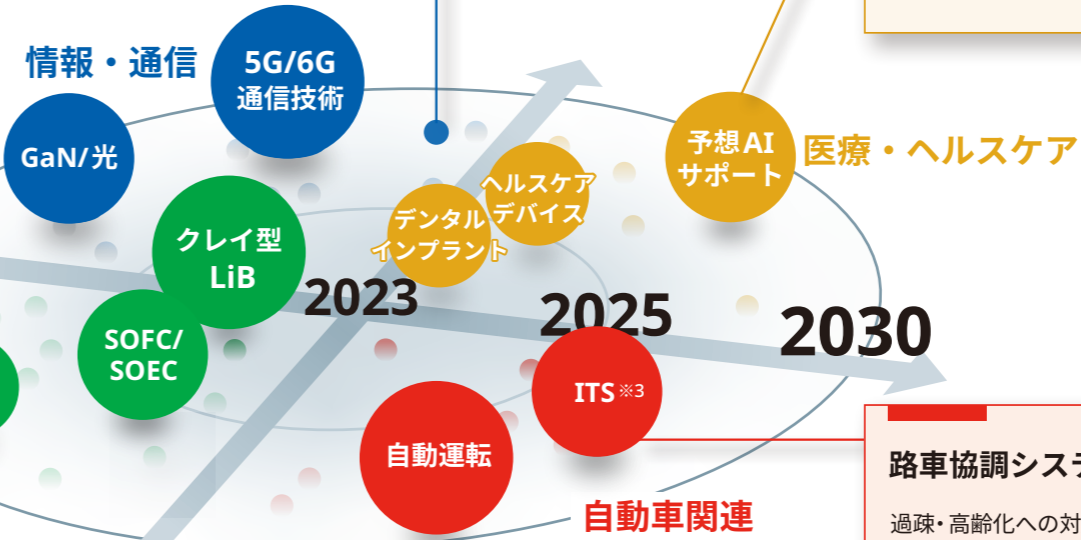 情報・通信
5G/6G
通信技術
GaN/光
予想AI
サポート
医療・ヘルスケア
ヘルスケア
デバイス
デンタル
インプラント
クレイ型
LiB
2023
2025
2030
SOFC/
SOEC
ITS※3
自動運転
自動車関連
路車協調システ
過疎・高齢化への対